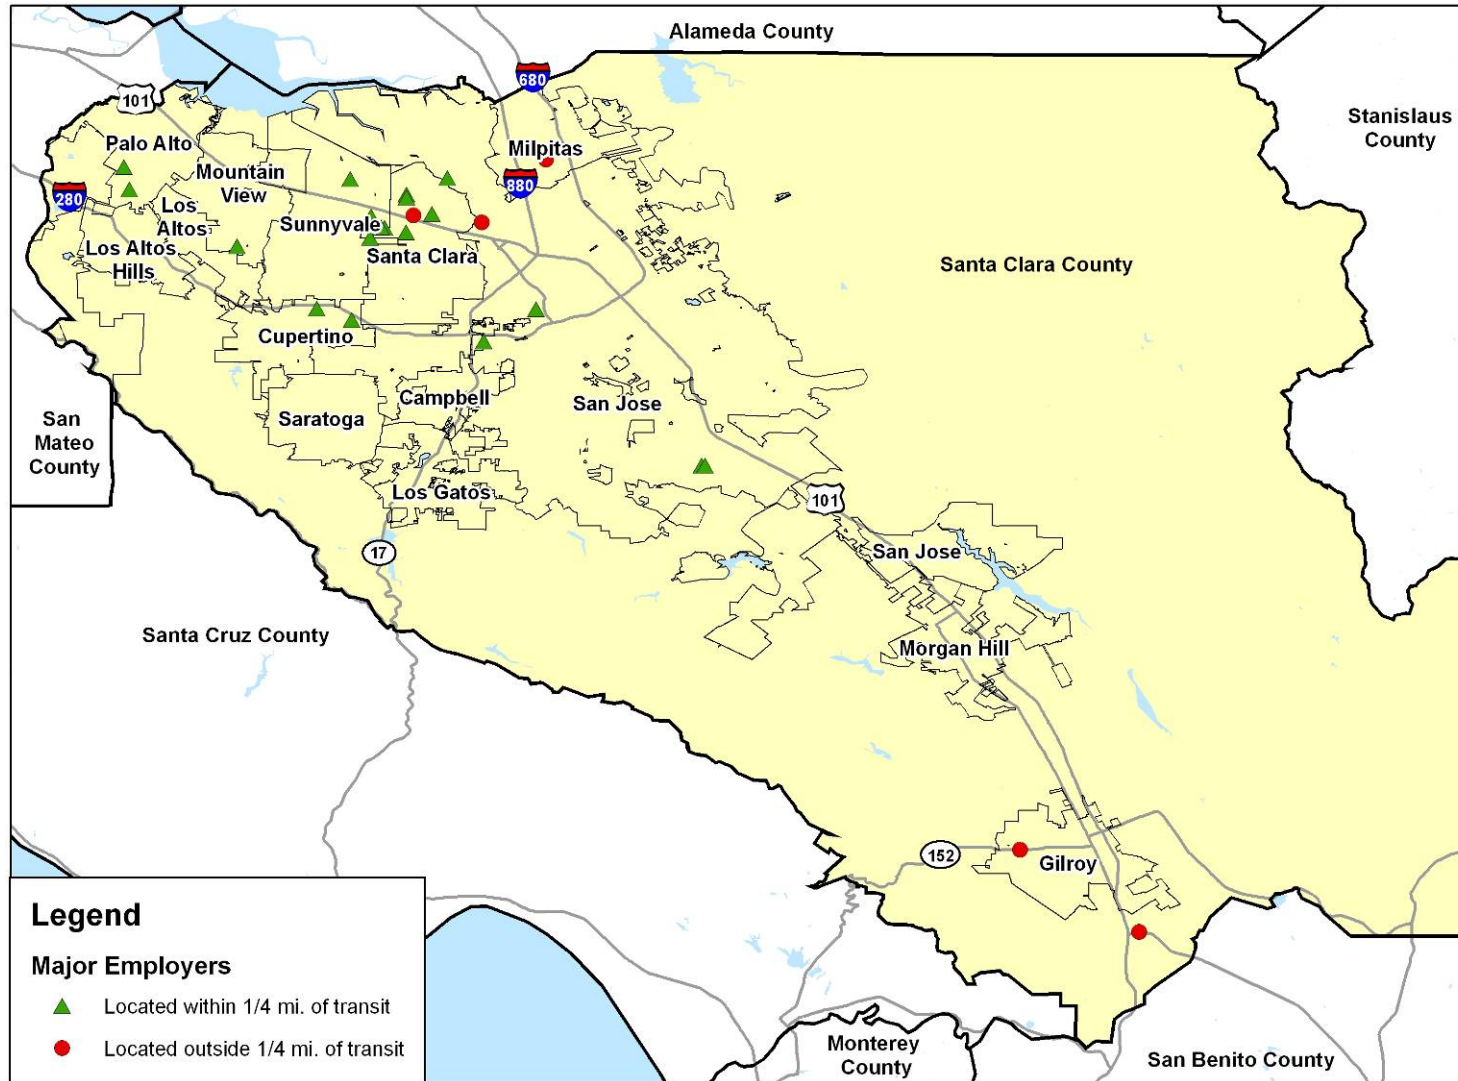 Alameda County
680
101
Stanislaus
County
Palo Alto
Milpitas
Mountain
View
880
280
Los
Altos
Sunnyvale
Santa Clara
Los Altos
Hills
Santa Clara County
Cupertino
Campbell
San Jose
Saratoga
San
Mateo
County
Los Gatos
101
17
San Jose
Santa Cruz County
Morgan Hill
152
Gilroy
Legend
Major Employers
Located within 1/4 mi. of transit
Located outside 1/4 mi. of transit
Monterey
County
San Benito County